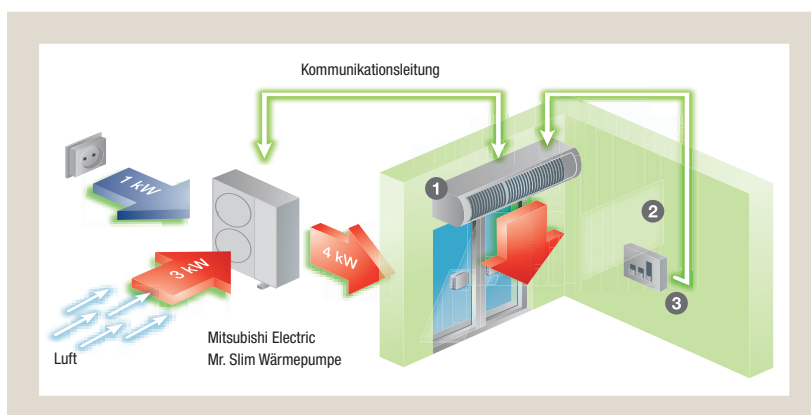 Kommunikationsleitung
1
1 kW
2
4 kW
3 kW
3
Mitsubishi Electric
Mr. Slim Wärmepumpe
Luft